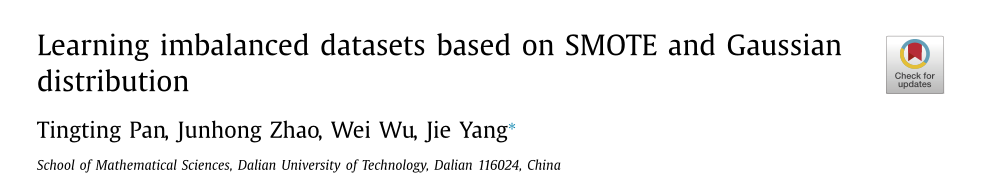 Learning imbalanced datasets based on SMOTE and Gaussian
distribution
Check for
updates
Tingting Pan, Junhong Zhao, Wei Wu, Jie Yang*
School of Mathematical Sciences, Dalian University of Technology, Dalian 116024, China